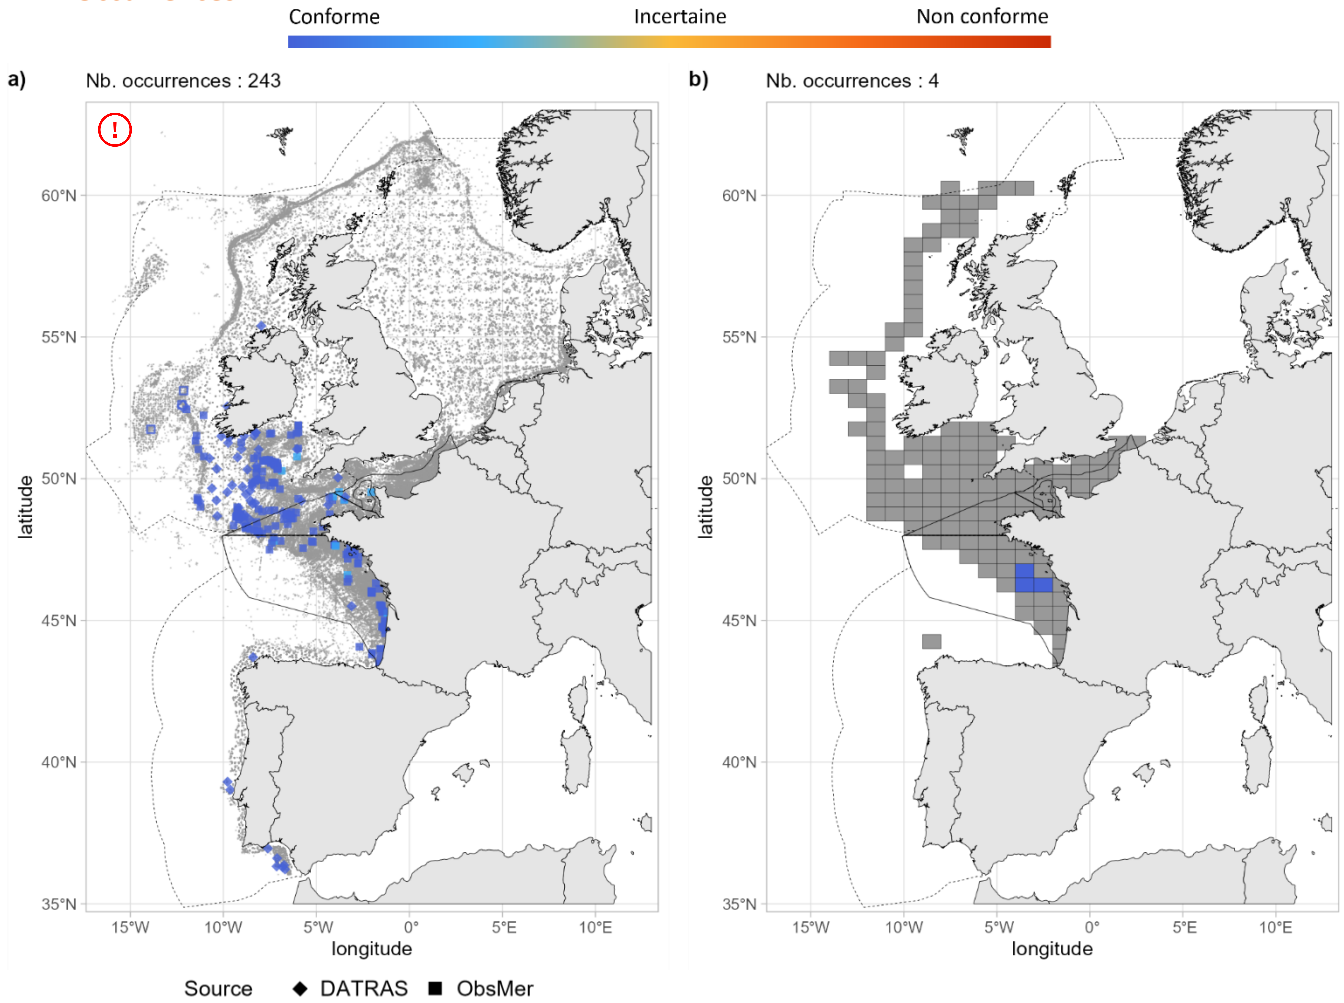 Conforme Incertaine Non conforme
a) Nb. occurrences : 243
b) Nb. occurrences : 4
!
60°N
55°N
50°N
45°N
40°N
35°N
latitude
15°W 10°W 5°W 0° 5°E 10°E
longitude
60°N
55°N
50°N
45°N
40°N
35°N
latitude
15°W 10°W 5°W 0° 5°E 10°E
longitude
Source DATRAS ObsMer